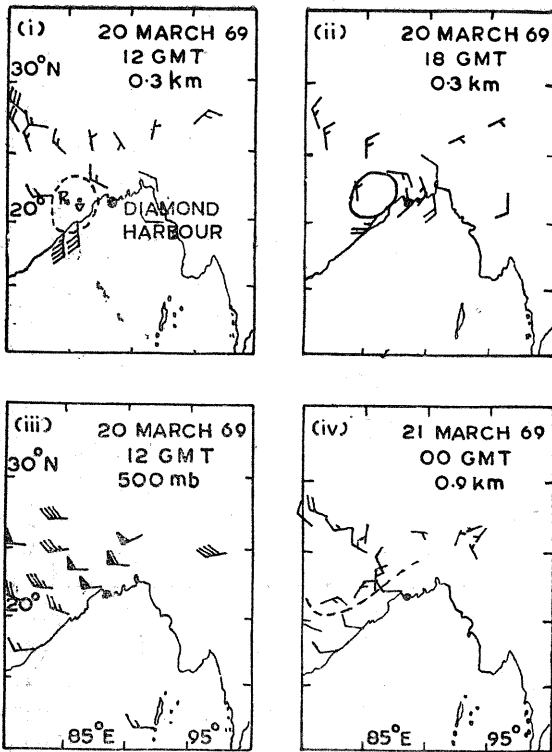 (i) 20 MARCH 69
12 GMT
0.3 km
30°N
R
20°
DIAMOND
HARBOUR
(ii) 20 MARCH 69
18 GMT
0.3 km
(iii) 20 MARCH 69
12 GMT
500 mb
30°N
20°
85°E 95°
(iv) 21 MARCH 69
00 GMT
0.9 km
85°E 95°